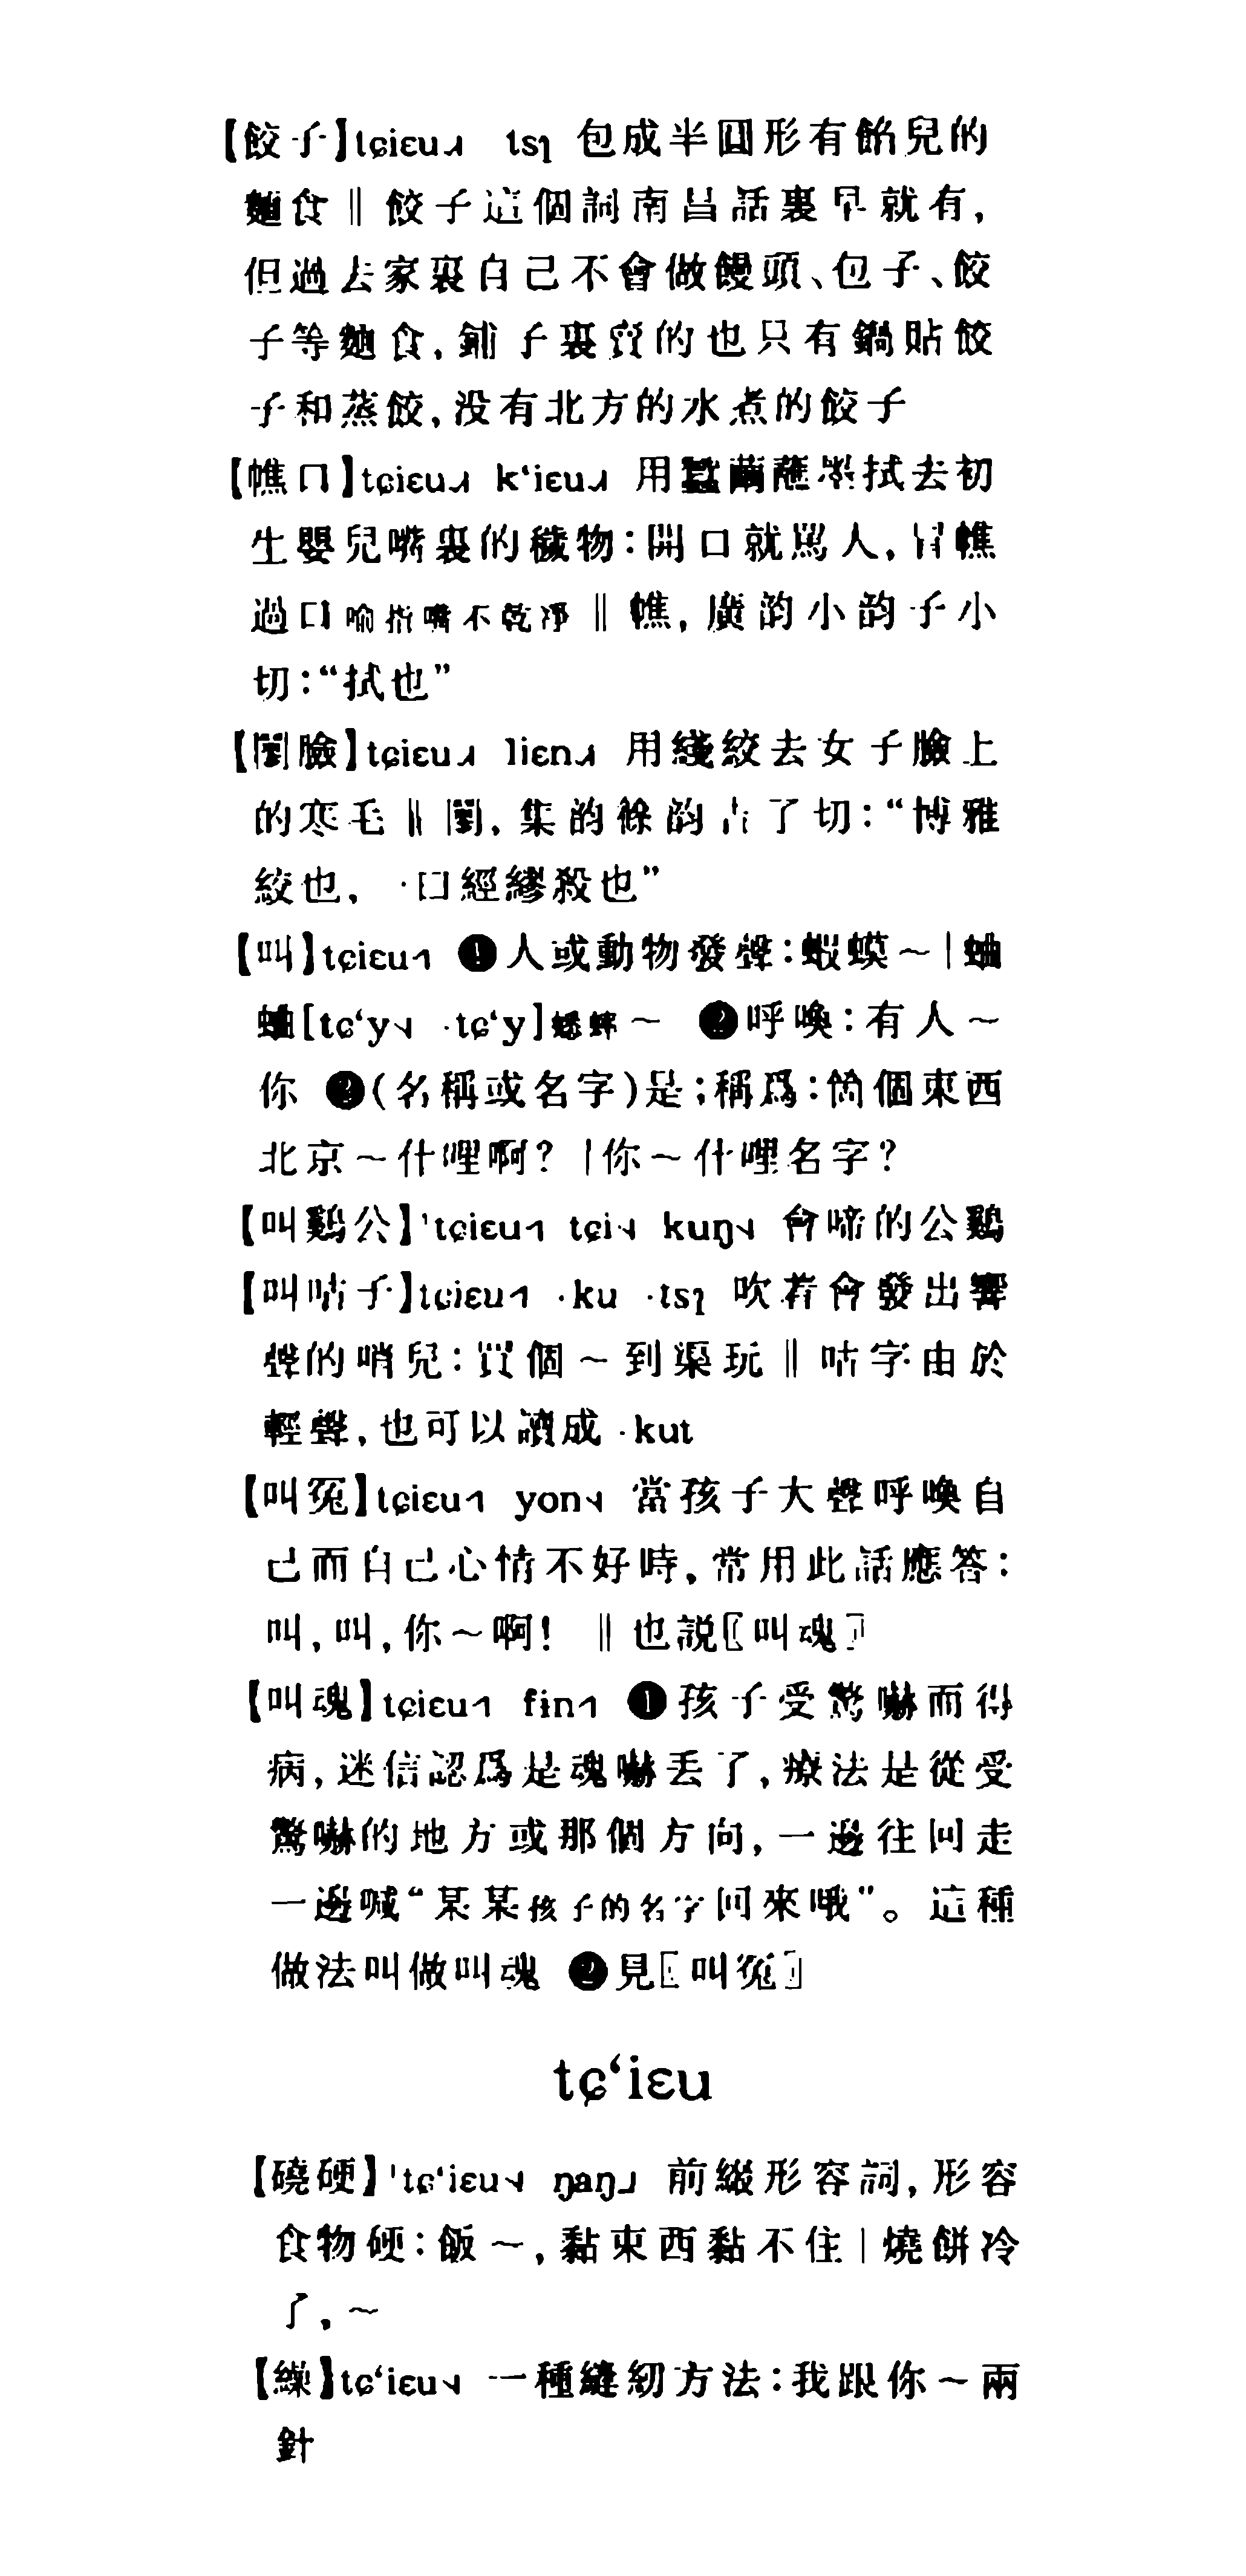 【餃子】tɕiɛu˩˧ tsɿ 包成半圓形有餡兒的
麵食‖餃子這個詞南昌話裏早就有,
但過去家裏自己不會做饅頭、包子、餃
子等麵食,鋪子裏賣的也只有鍋貼餃
子和蒸餃,没有北方的水煮的餃子
【㡑口】tɕiɛu˩˧ k‘iɛu˩˧ 用蠶繭蘸墨拭去初
生嬰兒嘴裏的穢物:開口就駡人,冒㡑
過口喻指嘴不乾净‖㡑,廣韵小韵子小
切:“拭也”
臉】tɕiɛu˩˧ liɛn˩˧ 用綫絞去女子臉上
的寒毛‖ ,集韵篠韵吉了切:“博雅
絞也,一曰經繆殺也”
【叫】tɕiɛu˧˥ ❶人或動物發聲:蝦蟆~|蛐
蛐[tɕ‘y˦˨ ·tɕ‘y]蟋蟀~ ❷呼喚:有人~
你 ❸(名稱或名字)是;稱爲:箇個東西
北京~什哩啊?|你~什哩名字?
【叫鷄公】'tɕiɛu˧˥ tɕi˦˨ kuŋ˦˨ 會啼的公鷄
【叫咕子】tɕiɛu˧˥ ·ku ·tsɿ 吹着會發出響
聲的哨兒:買個~到渠玩‖咕字由於
輕聲,也可以讀成 ·kut
【叫冤】tɕiɛu˧˥ yon˦˨ 當孩子大聲呼喚自
己而自己心情不好時,常用此話應答:
叫,叫,你~啊! ‖也説〖叫魂〗
【叫魂】tɕiɛu˧˥ fɨn˧˥ ❶孩子受驚嚇而得
病,迷信認爲是魂嚇丢了,療法是從受
驚嚇的地方或那個方向,一邊往回走
一邊喊“某某孩子的名字回來哦”。這種
做法叫做叫魂 ❷見〖叫冤〗
tɕ‘iɛu
【磽硬】'tɕ‘iɛu˦˨ ŋaŋ˨˩ 前綴形容詞,形容
食物硬:飯~,黏東西黏不住|燒餅冷
了,~
【繰】tɕ‘iɛu˦˨ 一種縫紉方法:我跟你~兩
針